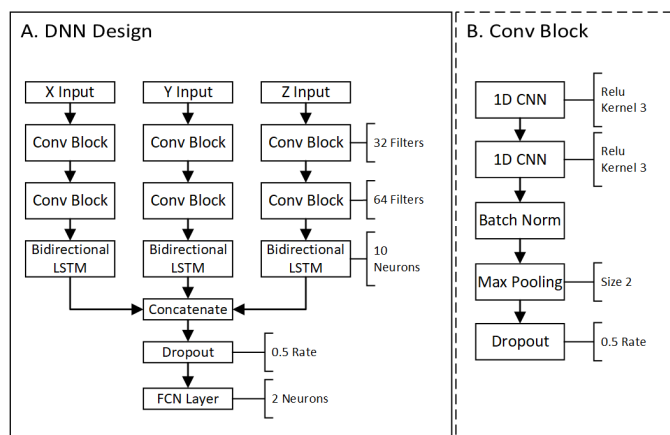 A. DNN Design
X Input
Y Input
Z Input
Conv Block
Conv Block
Conv Block
32 Filters
Conv Block
Conv Block
Conv Block
64 Filters
Bidirectional
LSTM
Bidirectional
LSTM
Bidirectional
LSTM
10
Neurons
Concatenate
Dropout
0.5 Rate
FCN Layer
2 Neurons
B. Conv Block
1D CNN
Relu
Kernel 3
1D CNN
Relu
Kernel 3
Batch Norm
Max Pooling
Size 2
Dropout
0.5 Rate